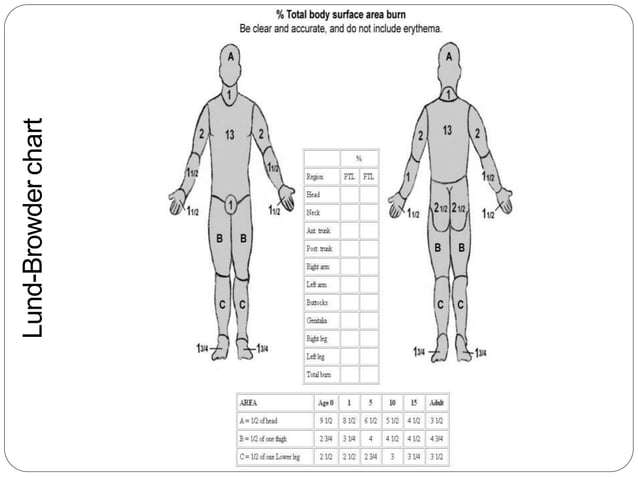 % Total body surface area burn
Be clear and accurate, and do not include erythema.
Lund-Browder chart
A A
1 1
2 13 2 2 13 2
1 1/2 1 1/2 1 1 1/2
1 1/2 1 1 1/2 1 1/2 2 1/2 2 1/2 1 1/2
B B B B
C C C C
1 3/4 1 3/4 1 3/4 1 3/4
%
Region PTL FTL
Head
Neck
Ant. trunk
Post. trunk
Right arm
Left arm
Buttocks
Genitalia
Right leg
Left leg
Total burn
AREA Age 0 1 5 10 15 Adult
A = 1/2 of head 9 1/2 8 1/2 6 1/2 5 1/2 4 1/2 3 1/2
B = 1/2 of one thigh 2 3/4 3 1/4 4 4 1/2 4 1/2 4 3/4
C = 1/2 of one Lower leg 2 1/2 2 1/2 2 3/4 3 3 1/4 3 1/2